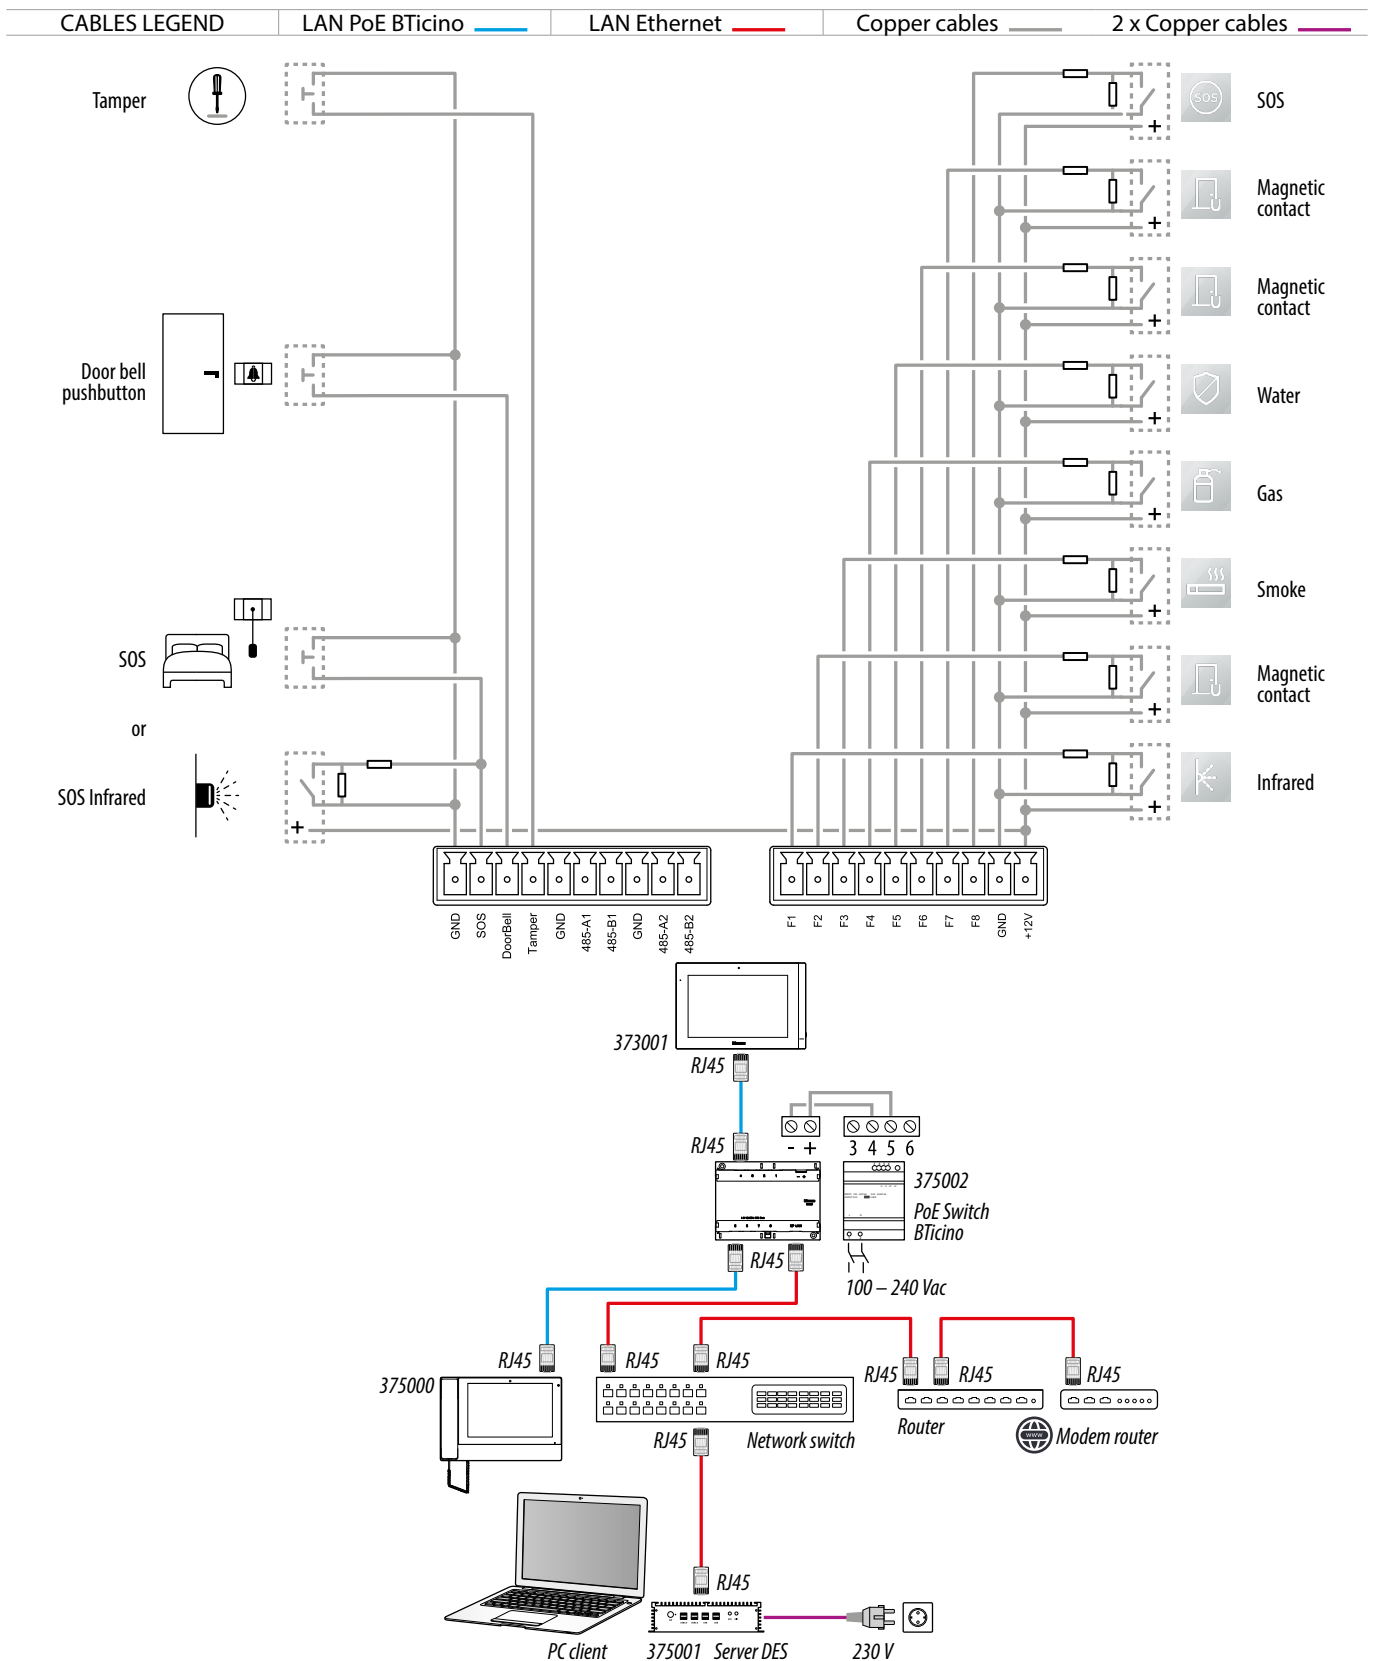 CABLES LEGEND LAN PoE BTicino LAN Ethernet Copper cables 2 x Copper cables
Tamper
SOS
Magnetic
contact
Magnetic
contact
Door bell
pushbutton
Water
Gas
Smoke
SOS
Magnetic
contact
or
SOS Infrared
Infrared
GND SOS DoorBell Tamper GND 485-A1 485-B1 GND 485-A2 485-B2
F1 F2 F3 F4 F5 F6 F7 F8 GND +12V
373001
RJ45
RJ45
- +
3 4 5 6
375002
PoE Switch
BTicino
RJ45
100 – 240 Vac
RJ45 RJ45 RJ45 RJ45 RJ45 RJ45
375000
Router
WWW
Modem router
RJ45
Network switch
RJ45
PC client
375001 Server DES
230 V